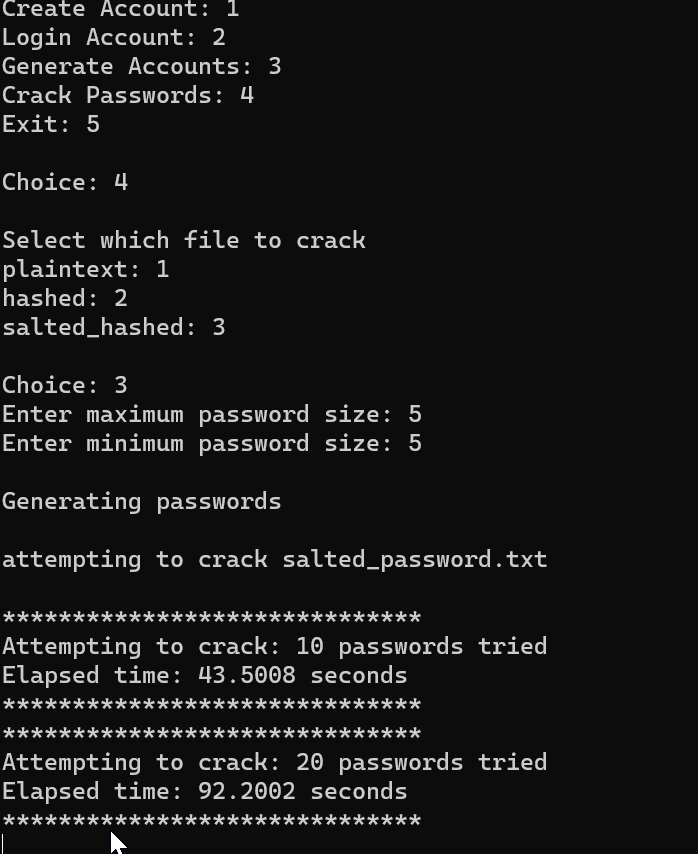 Create Account: 1
Login Account: 2
Generate Accounts: 3
Crack Passwords: 4
Exit: 5
Choice: 4
Select which file to crack
plaintext: 1
hashed: 2
salted_hashed: 3
Choice: 3
Enter maximum password size: 5
Enter minimum password size: 5
Generating passwords
attempting to crack salted_password.txt
******************************
Attempting to crack: 10 passwords tried
Elapsed time: 43.5008 seconds
******************************
******************************
Attempting to crack: 20 passwords tried
Elapsed time: 92.2002 seconds
******************************